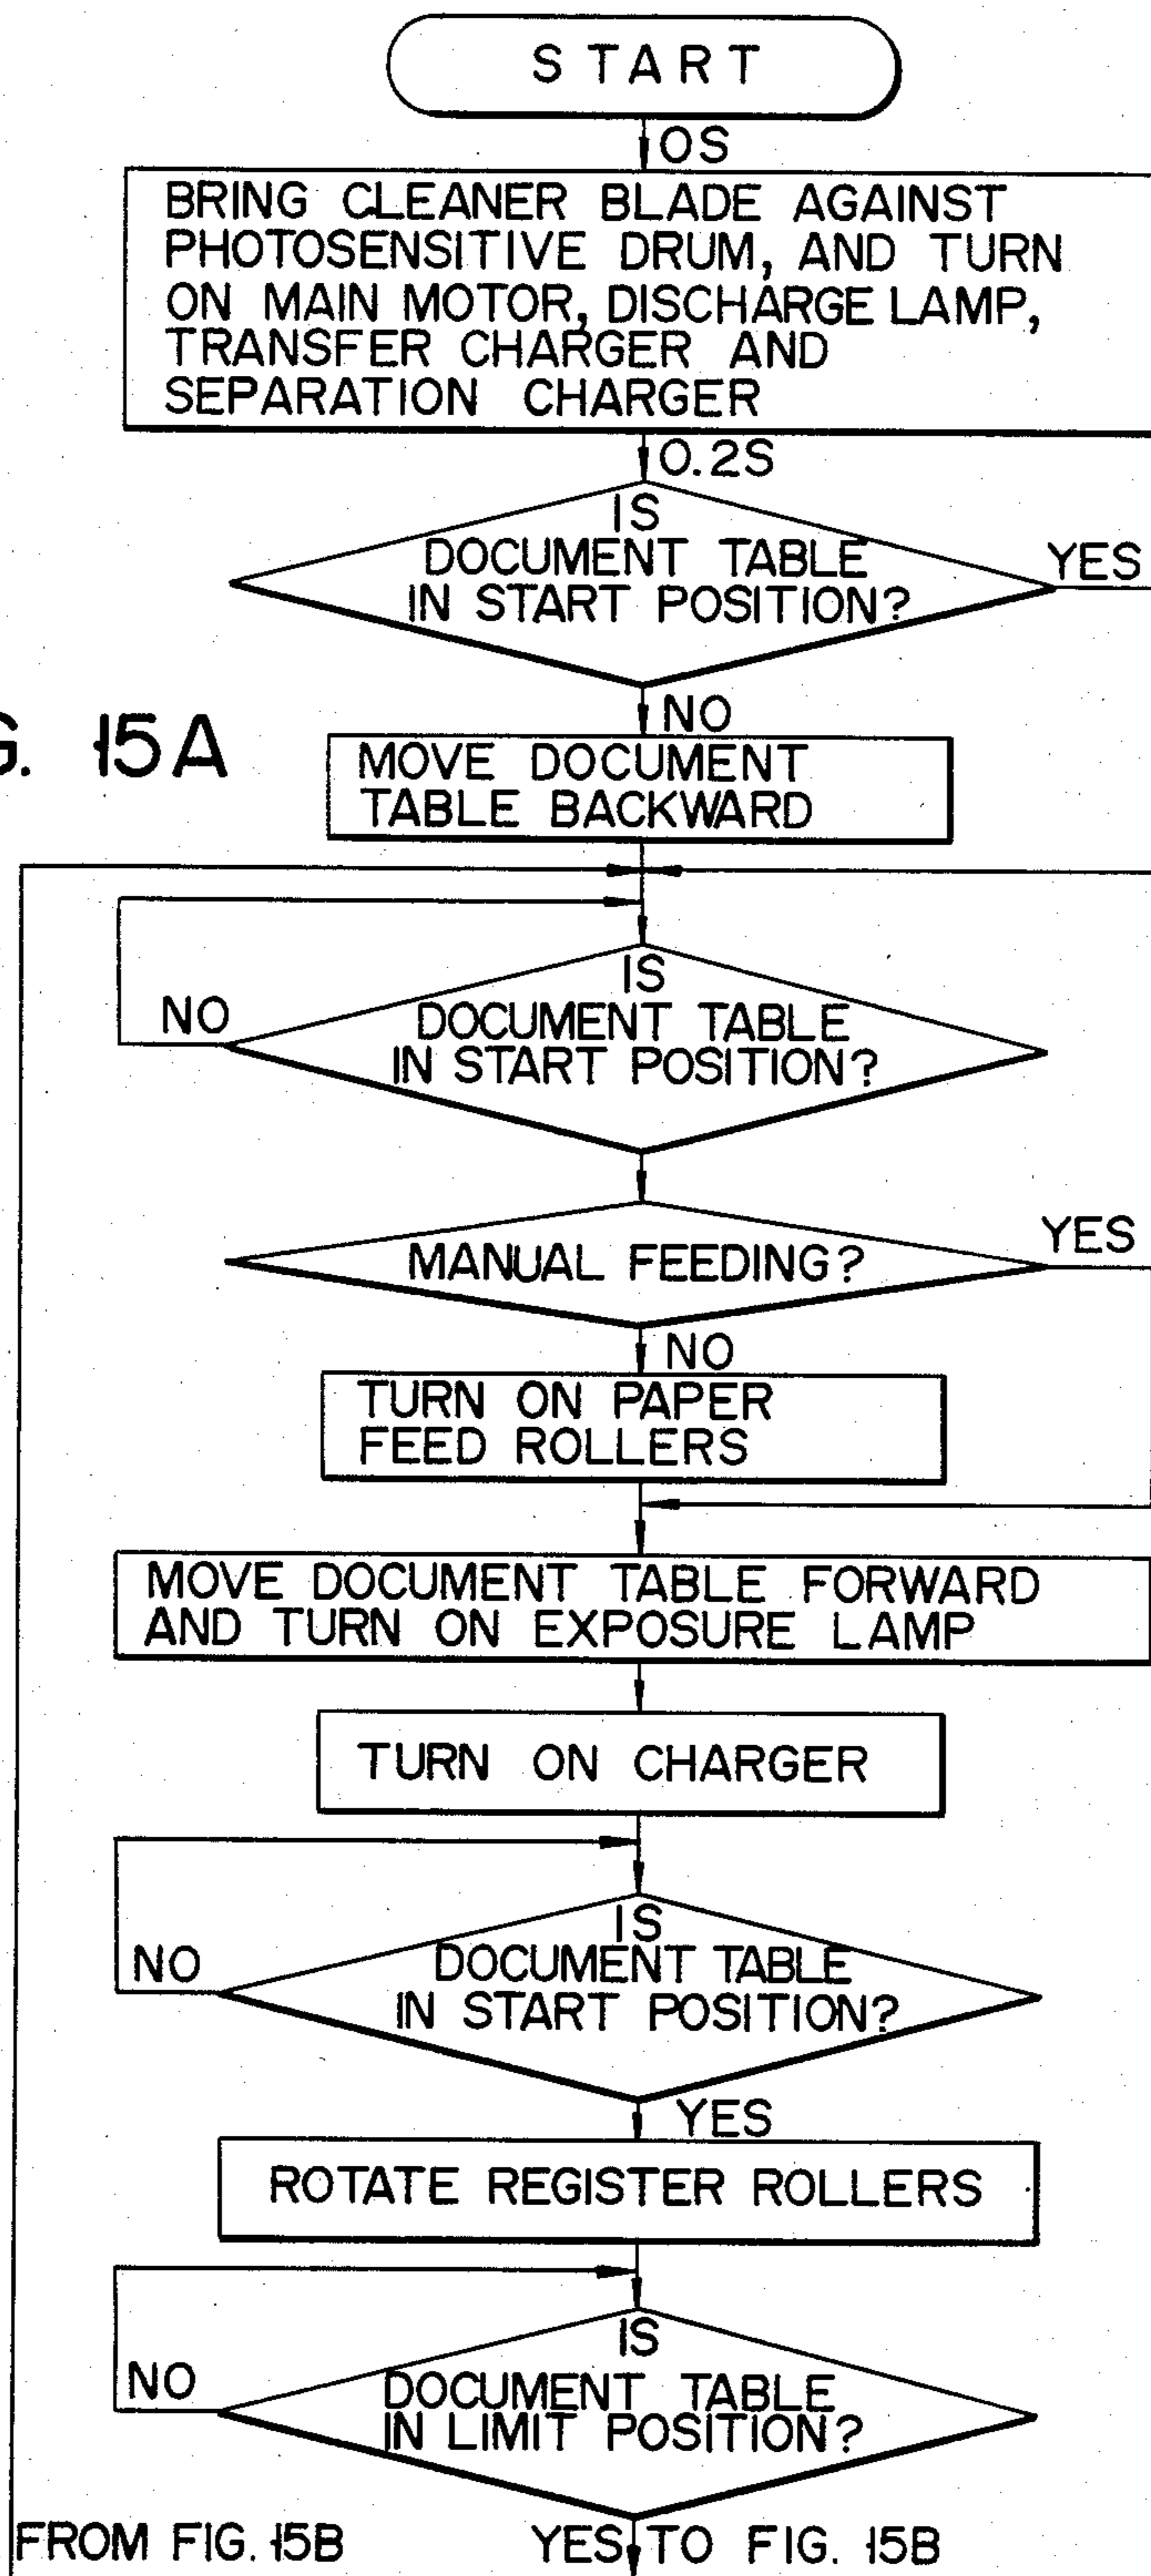 START
0S
BRING CLEANER BLADE AGAINST
PHOTOSENSITIVE DRUM, AND TURN
ON MAIN MOTOR, DISCHARGE LAMP,
TRANSFER CHARGER AND
SEPARATION CHARGER
0.2S
IS
DOCUMENT TABLE
IN START POSITION?
YES
NO
G. 15A
MOVE DOCUMENT
TABLE BACKWARD
IS
DOCUMENT TABLE
IN START POSITION?
NO
MANUAL FEEDING?
YES
NO
TURN ON PAPER
FEED ROLLERS
MOVE DOCUMENT TABLE FORWARD
AND TURN ON EXPOSURE LAMP
TURN ON CHARGER
IS
DOCUMENT TABLE
IN START POSITION?
NO
YES
ROTATE REGISTER ROLLERS
IS
DOCUMENT TABLE
IN LIMIT POSITION?
NO
FROM FIG. 15B
YES TO FIG. 15B